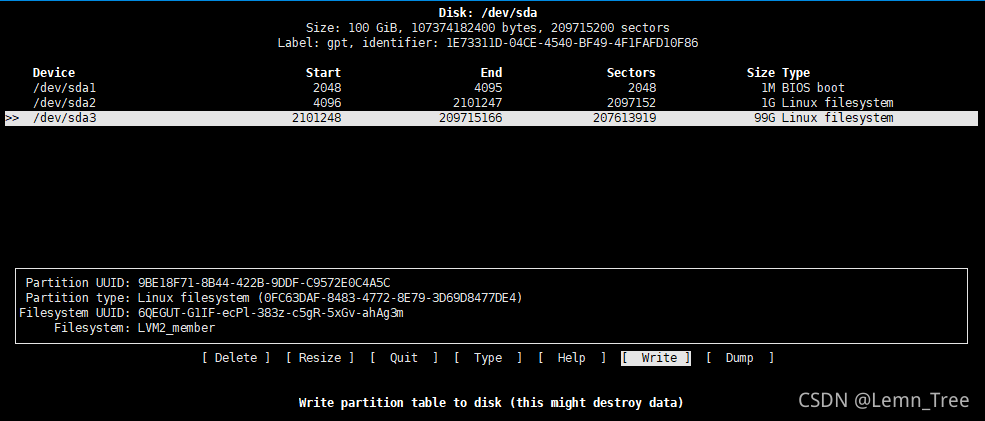 Disk: /dev/sda
Size: 100 GiB, 107374182400 bytes, 209715200 sectors
Label: gpt, identifier: 1E73311D-04CE-4540-BF49-4F1FAFD10F86
Device Start End Sectors Size Type
/dev/sda1 2048 4095 2048 1M BIOS boot
/dev/sda2 4096 2101247 2097152 1G Linux filesystem
>> /dev/sda3 2101248 209715166 207613919 99G Linux filesystem
Partition UUID: 9BE18F71-8B44-422B-9DDF-C9572E0C4A5C
Partition type: Linux filesystem (0FC63DAF-8483-4772-8E79-3D69D8477DE4)
Filesystem UUID: 6QEGUT-G1IF-ecPl-383z-c5gR-5xGv-ahAg3m
Filesystem: LVM2_member
[ Delete ] [ Resize ] [ Quit ] [ Type ] [ Help ] [ Write ] [ Dump ]
Write partition table to disk (this might destroy data)
CSDN @Lemn_Tree